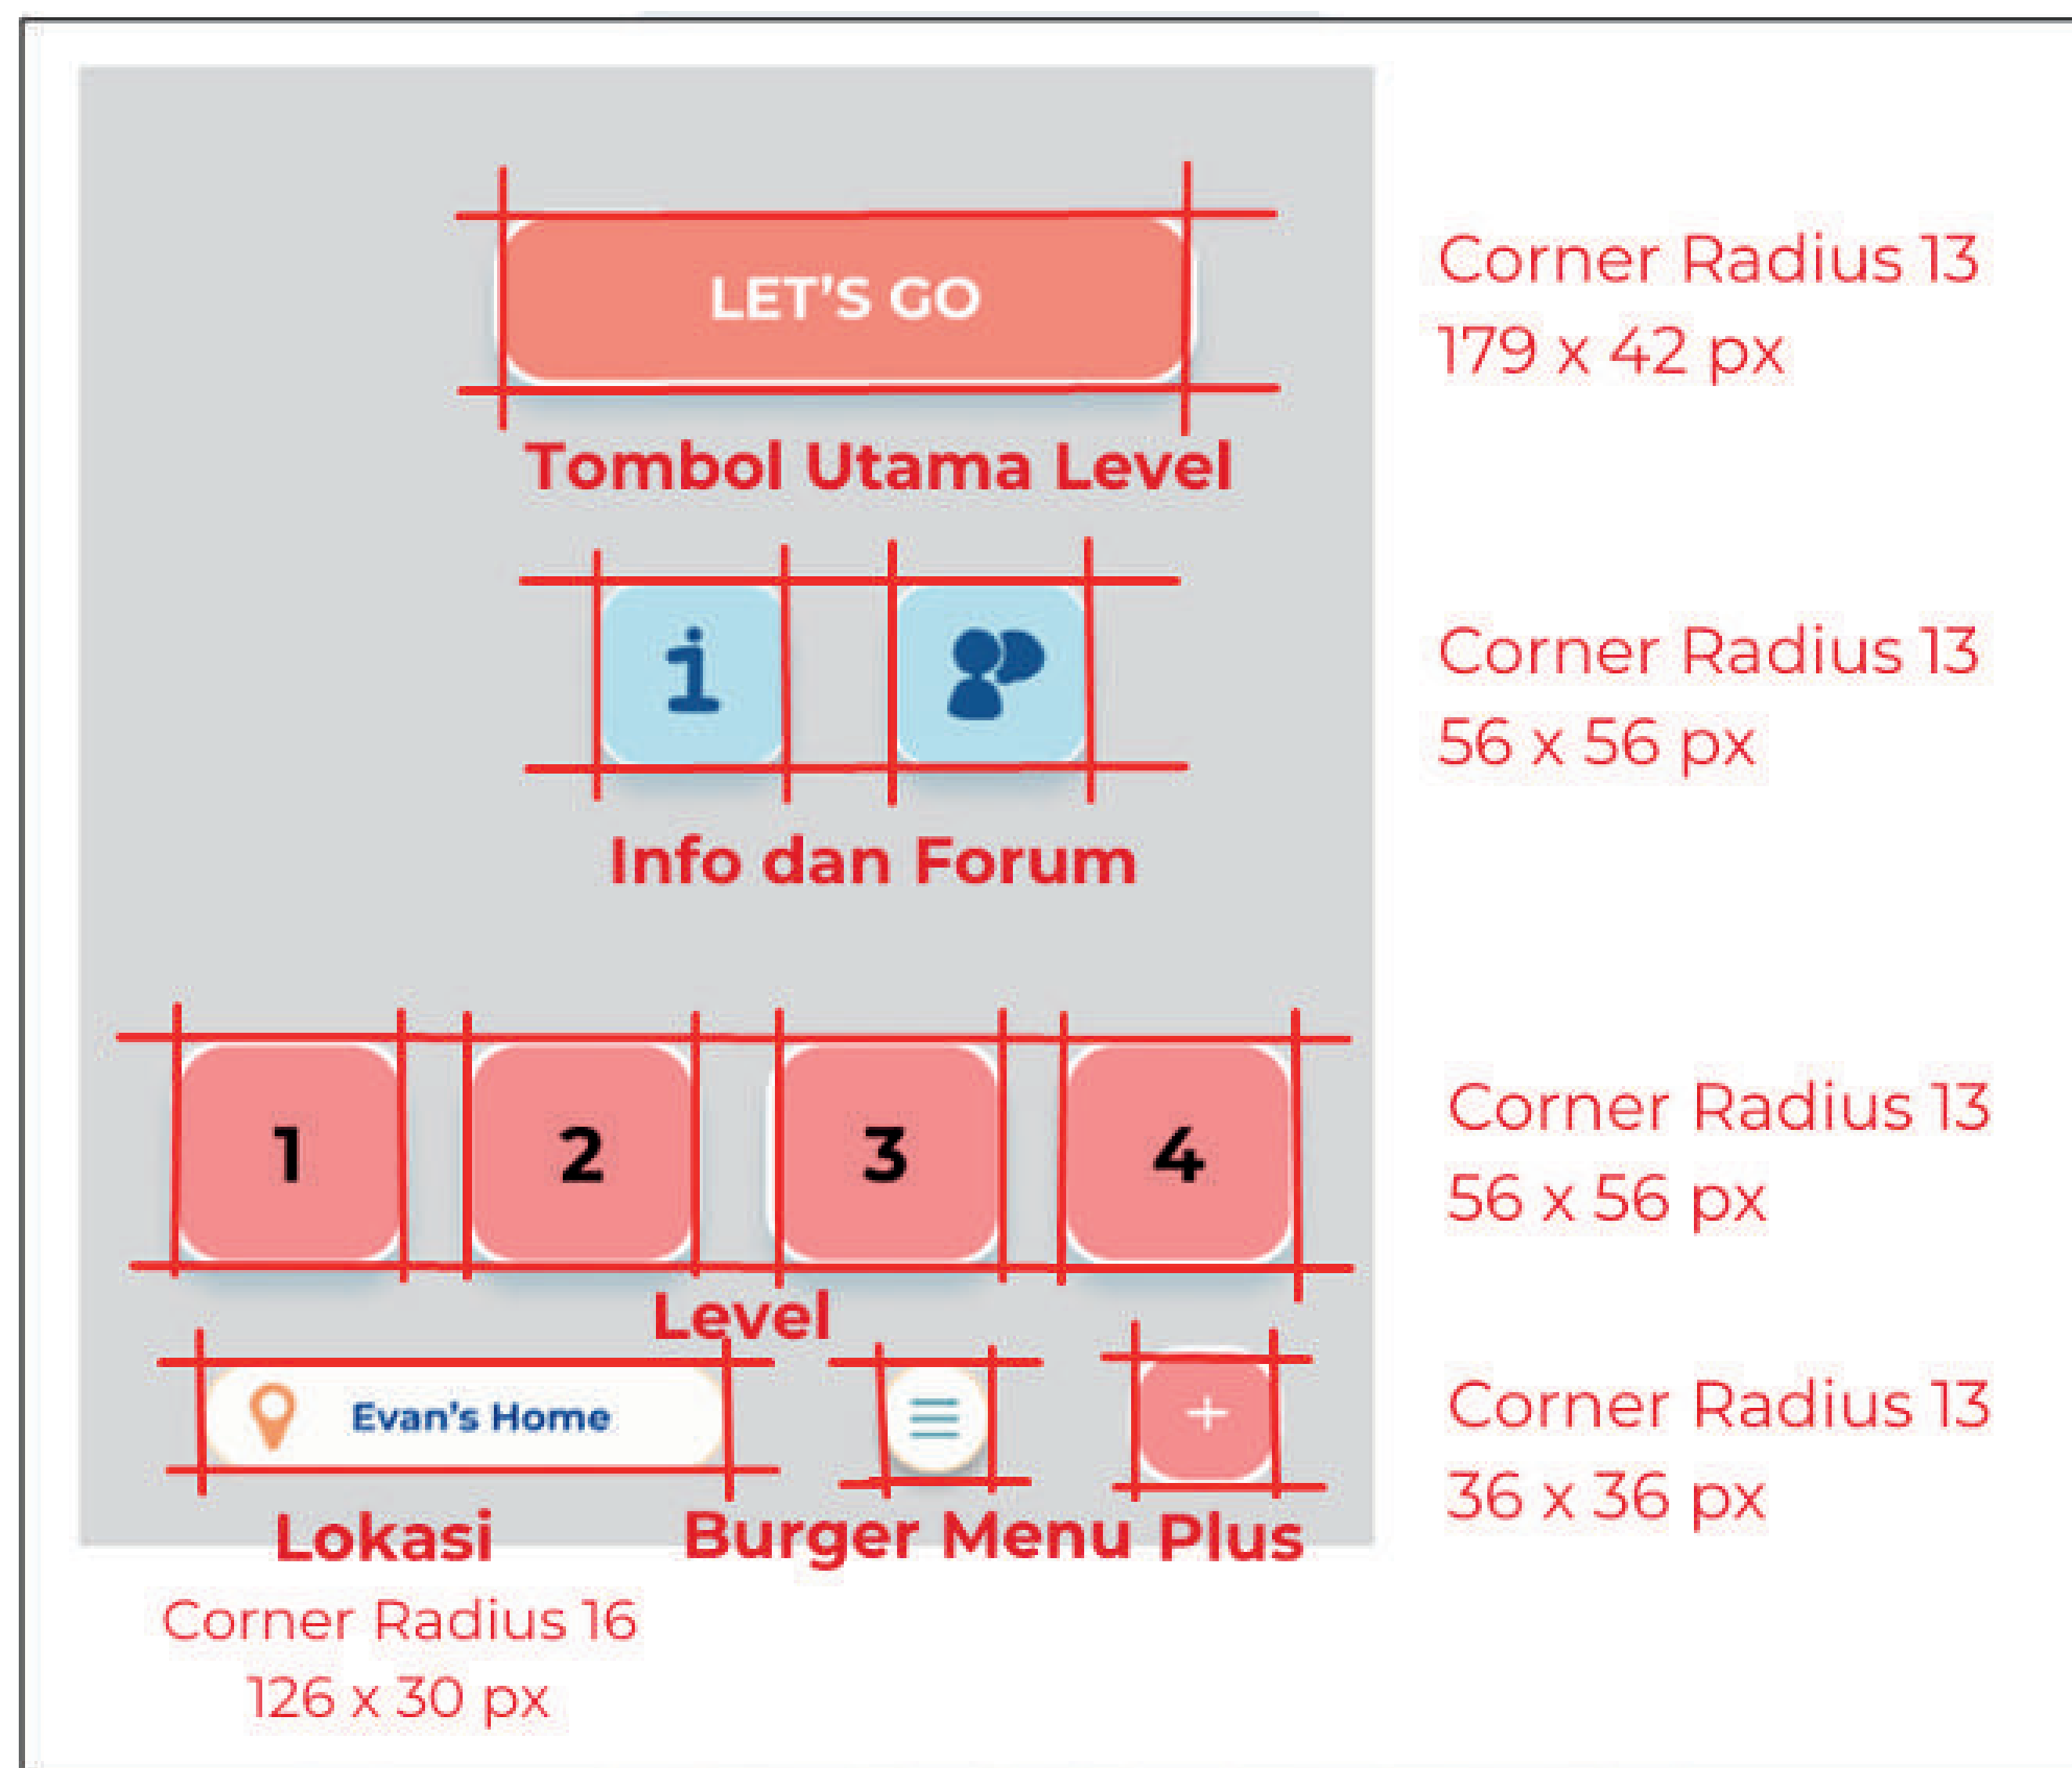 LET'S GO
Corner Radius 13
179 x 42 px
Tombol Utama Level
i
Corner Radius 13
56 x 56 px
Info dan Forum
1 2 3 4
Corner Radius 13
56 x 56 px
Level
Evan's Home
+
Corner Radius 13
36 x 36 px
Lokasi
Burger Menu
Plus
Corner Radius 16
126 x 30 px